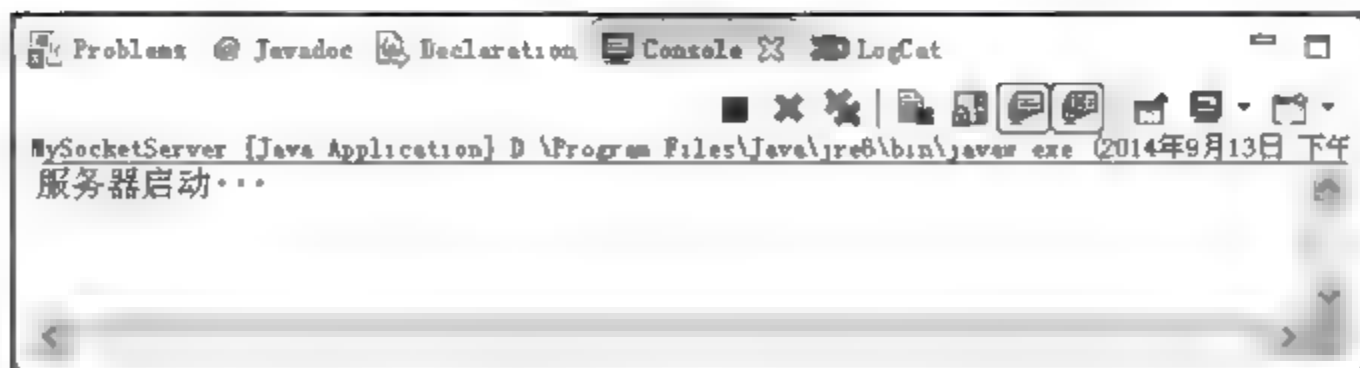 Problems @ Javadoc Declaration Console LogCat
MySocketServer [Java Application] D:\Program Files\Java\jre8\bin\javaw.exe (2014年9月13日 下午
服务器启动···